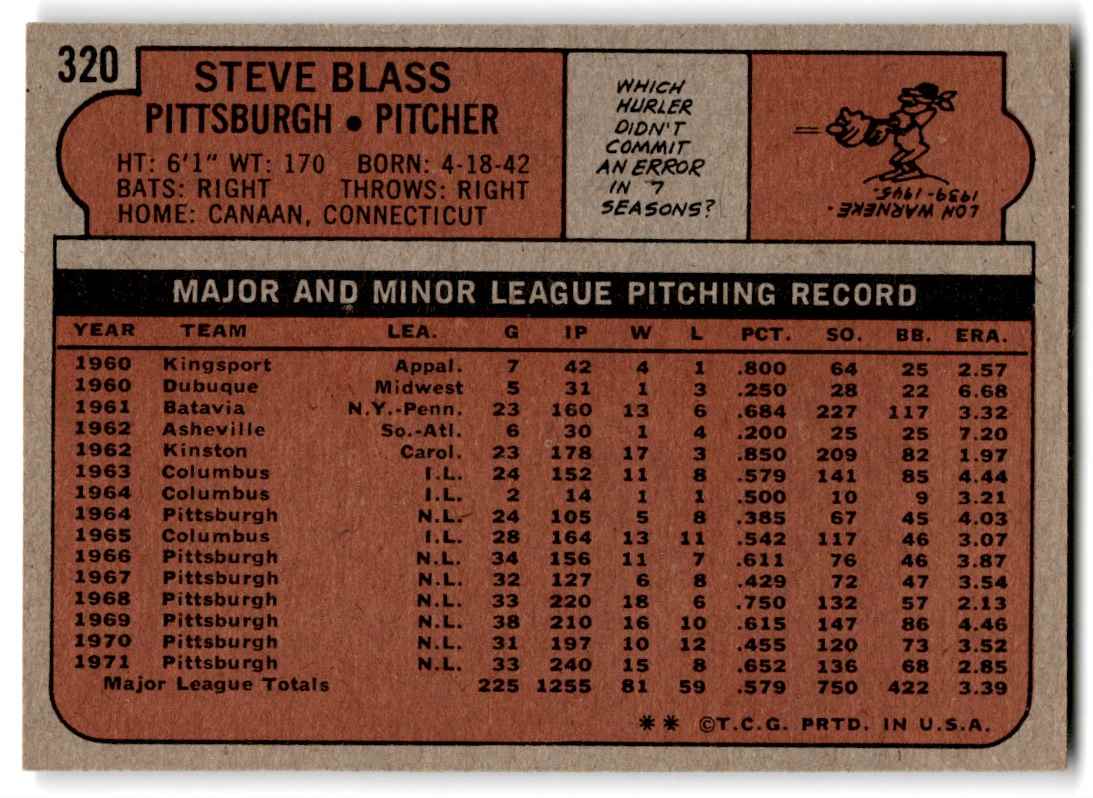 320
STEVE BLASS
PITTSBURGH • PITCHER
HT: 6'1" WT: 170 BORN: 4-18-42
BATS: RIGHT THROWS: RIGHT
HOME: CANAAN, CONNECTICUT
WHICH
HURLER
DIDN'T
COMMIT
AN ERROR
IN 7
SEASONS?
LON WARNEKE-
1939-1945.
MAJOR AND MINOR LEAGUE PITCHING RECORD
YEAR TEAM LEA. G IP W L PCT. SO. BB. ERA.
1960 Kingsport Appal. 7 42 4 1 .800 64 25 2.57
1960 Dubuque Midwest 5 31 1 3 .250 28 22 6.68
1961 Batavia N.Y.-Penn. 23 160 13 6 .684 227 117 3.32
1962 Asheville So.-Atl. 6 30 1 4 .200 25 25 7.20
1962 Kinston Carol. 23 178 17 3 .850 209 82 1.97
1963 Columbus I.L. 24 152 11 8 .579 141 85 4.44
1964 Columbus I.L. 2 14 1 1 .500 10 9 3.21
1964 Pittsburgh N.L. 24 105 5 8 .385 67 45 4.03
1965 Columbus I.L. 28 164 13 11 .542 117 46 3.07
1966 Pittsburgh N.L. 34 156 11 7 .611 76 46 3.87
1967 Pittsburgh N.L. 32 127 6 8 .429 72 47 3.54
1968 Pittsburgh N.L. 33 220 18 6 .750 132 57 2.13
1969 Pittsburgh N.L. 38 210 16 10 .615 147 86 4.46
1970 Pittsburgh N.L. 31 197 10 12 .455 120 73 3.52
1971 Pittsburgh N.L. 33 240 15 8 .652 136 68 2.85
Major League Totals 225 1255 81 59 .579 750 422 3.39
** ©T.C.G. PRTD. IN U.S.A.